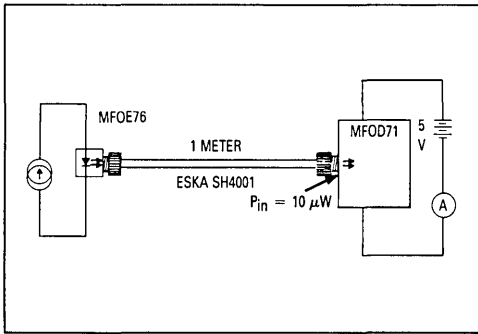 MFOE76
1 METER
ESKA SH4001
P_in = 10 μW
MFOD71
5
V
A